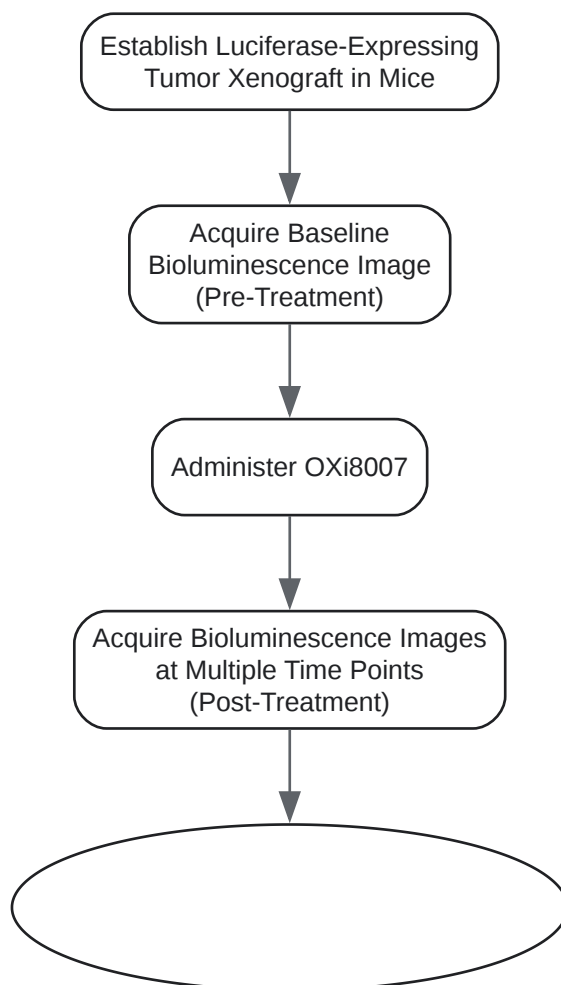 Establish Luciferase-Expressing
Tumor Xenograft in Mice
Acquire Baseline
Bioluminescence Image
(Pre-Treatment)
Administer OXi8007
Acquire Bioluminescence Images
at Multiple Time Points
(Post-Treatment)